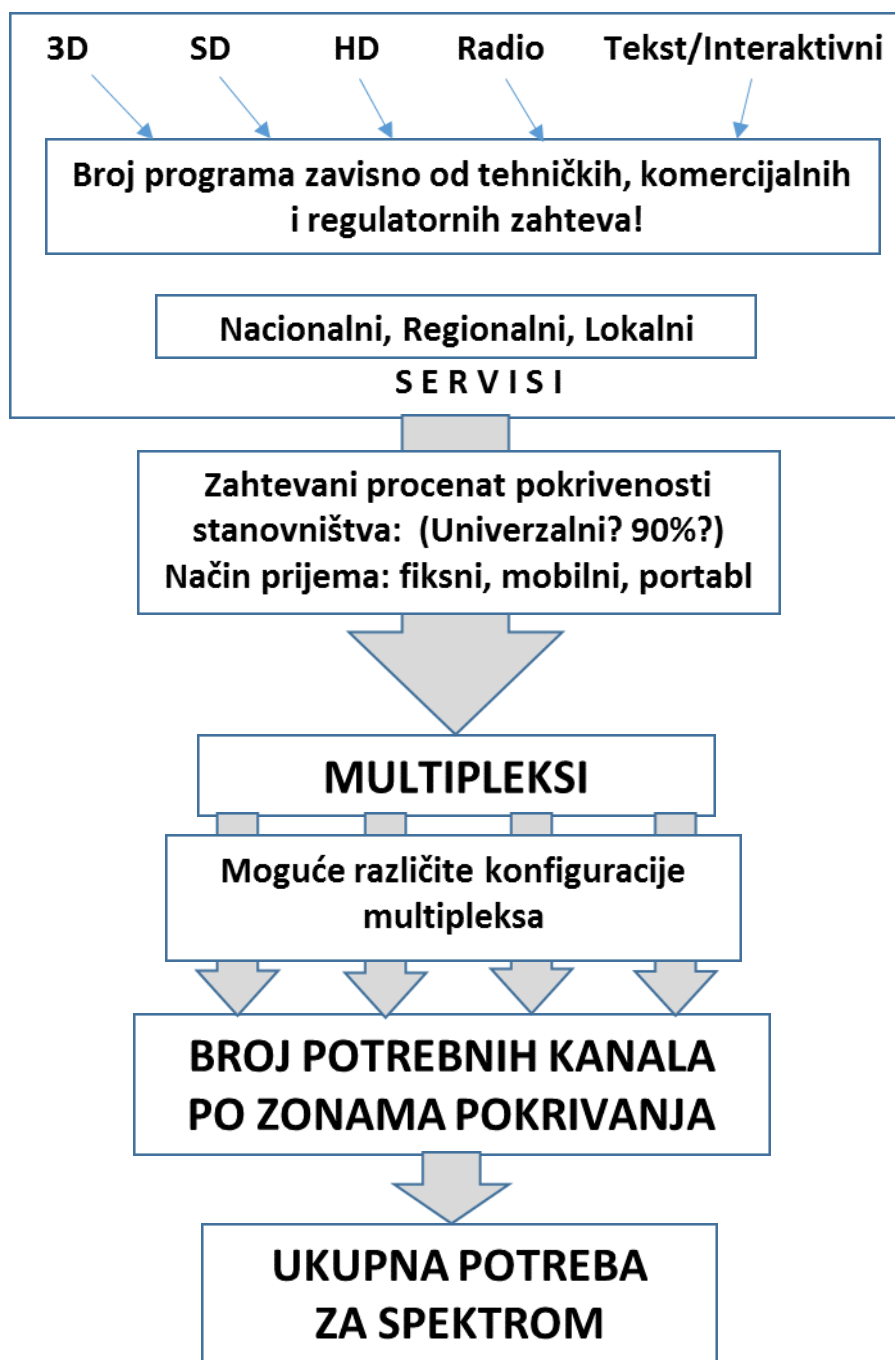 3D SD HD Radio Tekst/Interaktivni
Broj programa zavisno od tehničkih, komercijalnih
i regulatornih zahteva!
Nacionalni, Regionalni, Lokalni
S E R V I S I
Zahtevani procenat pokrivenosti
stanovništva: (Univerzalni? 90%?)
Način prijema: fiksni, mobilni, portabl
MULTIPLEKSI
Moguće različite konfiguracije
multipleksa
BROJ POTREBNIH KANALA
PO ZONAMA POKRIVANJA
UKUPNA POTREBA
ZA SPEKTROM